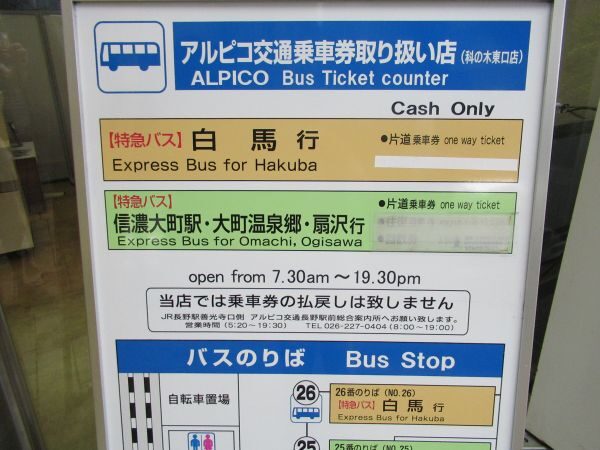 アルピコ交通乗車券取り扱い店(科の木東口店)
ALPICO Bus Ticket counter
Cash Only
【特急バス】白馬行 ●片道乗車券 one way ticket
Express Bus for Hakuba
【特急バス】 ●片道乗車券 one way ticket
信濃大町駅・大町温泉郷・扇沢行
Express Bus for Omachi, Ogisawa
open from 7.30am～19.30pm
当店では乗車券の払戻しは致しません
JR長野駅善光寺口側 アルピコ交通長野駅前総合案内所へお願い致します。
営業時間(5:20～19:30) TEL 026-227-0404(8:00～19:00)
バスのりば Bus Stop
自転車置場
26 26番のりば(NO.26)
【特急バス】白馬行
Express Bus for Hakuba
25 25番のりば(NO.25)